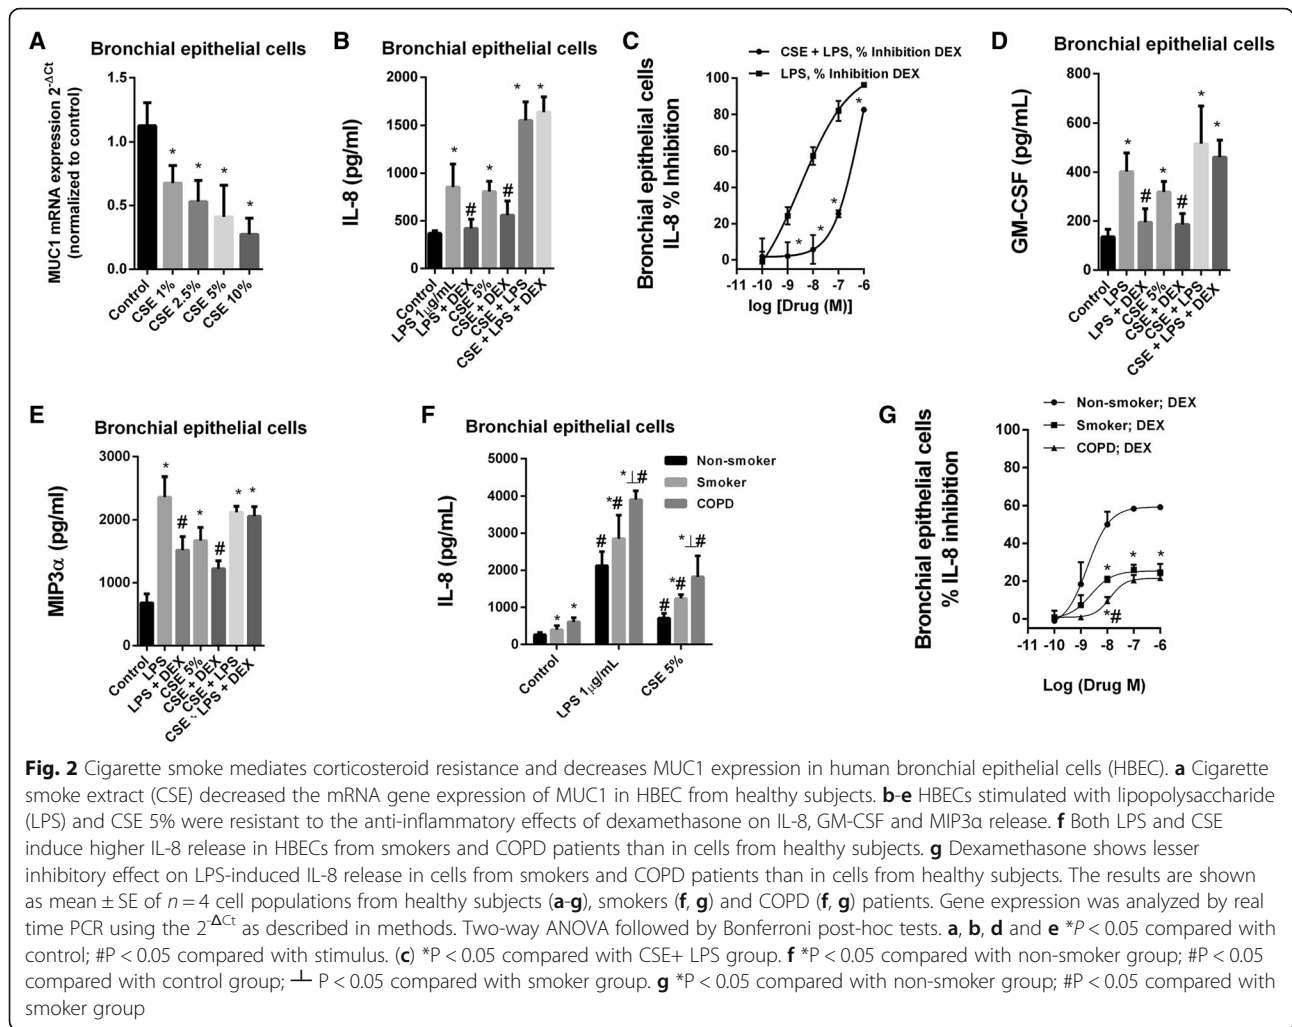 A
Bronchial epithelial cells
MUC1 mRNA expression 2-ΔCt
(normalized to control)
1.5
1.0
0.5
0.0
*
*
*
*
Control
CSE 1%
CSE 2.5%
CSE 5%
CSE 10%
B
Bronchial epithelial cells
IL-8 (pg/ml)
2000
1500
1000
500
0
*
#
*
#
*
*
Control
LPS 1µg/mL
LPS + DEX
CSE 5%
CSE + DEX
CSE + LPS
CSE + LPS + DEX
C
CSE + LPS, % Inhibition DEX
LPS, % Inhibition DEX
Bronchial epithelial cells
IL-8 % Inhibition
100
80
60
40
20
0
*
*
*
*
-11 -10 -9 -8 -7 -6
log [Drug (M)]
D
Bronchial epithelial cells
GM-CSF (pg/mL)
800
600
400
200
0
*
#
*
#
*
*
Control
LPS
LPS + DEX
CSE 5%
CSE + DEX
CSE + LPS
CSE + LPS + DEX
E
Bronchial epithelial cells
MIP3α (pg/ml)
3000
2000
1000
0
*
#
*
#
*
*
Control
LPS
LPS + DEX
CSE 5%
CSE + DEX
CSE + LPS
CSE + LPS + DEX
F
Bronchial epithelial cells
IL-8 (pg/mL)
5000
4000
3000
2000
1000
0
Non-smoker
Smoker
COPD
*
*
#
*#
*⊥#
#
*#
*⊥#
Control
LPS 1µg/mL
CSE 5%
G
Non-smoker; DEX
Smoker; DEX
COPD; DEX
Bronchial epithelial cells
% IL-8 inhibition
100
80
60
40
20
0
*
*
*
*#
-11 -10 -9 -8 -7 -6
Log (Drug M)
Fig. 2 Cigarette smoke mediates corticosteroid resistance and decreases MUC1 expression in human bronchial epithelial cells (HBEC). a Cigarette
smoke extract (CSE) decreased the mRNA gene expression of MUC1 in HBEC from healthy subjects. b-e HBECs stimulated with lipopolysaccharide
(LPS) and CSE 5% were resistant to the anti-inflammatory effects of dexamethasone on IL-8, GM-CSF and MIP3α release. f Both LPS and CSE
induce higher IL-8 release in HBECs from smokers and COPD patients than in cells from healthy subjects. g Dexamethasone shows lesser
inhibitory effect on LPS-induced IL-8 release in cells from smokers and COPD patients than in cells from healthy subjects. The results are shown
as mean ± SE of n = 4 cell populations from healthy subjects (a-g), smokers (f, g) and COPD (f, g) patients. Gene expression was analyzed by real
time PCR using the 2-ΔCt as described in methods. Two-way ANOVA followed by Bonferroni post-hoc tests. a, b, d and e *P < 0.05 compared with
control; #P < 0.05 compared with stimulus. (c) *P < 0.05 compared with CSE+ LPS group. f *P < 0.05 compared with non-smoker group; #P < 0.05
compared with control group; ⊥ P < 0.05 compared with smoker group. g *P < 0.05 compared with non-smoker group; #P < 0.05 compared with
smoker group